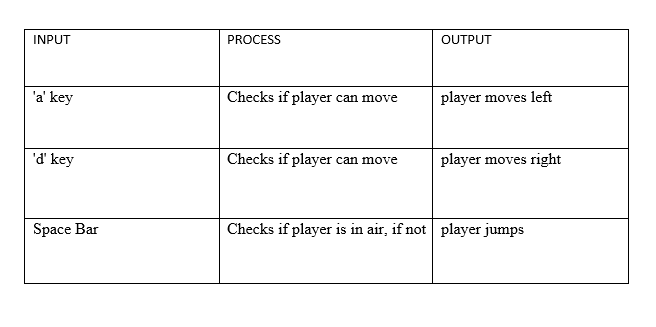 INPUT PROCESS OUTPUT
'a' key Checks if player can move player moves left
'd' key Checks if player can move player moves right
Space Bar Checks if player is in air, if not player jumps